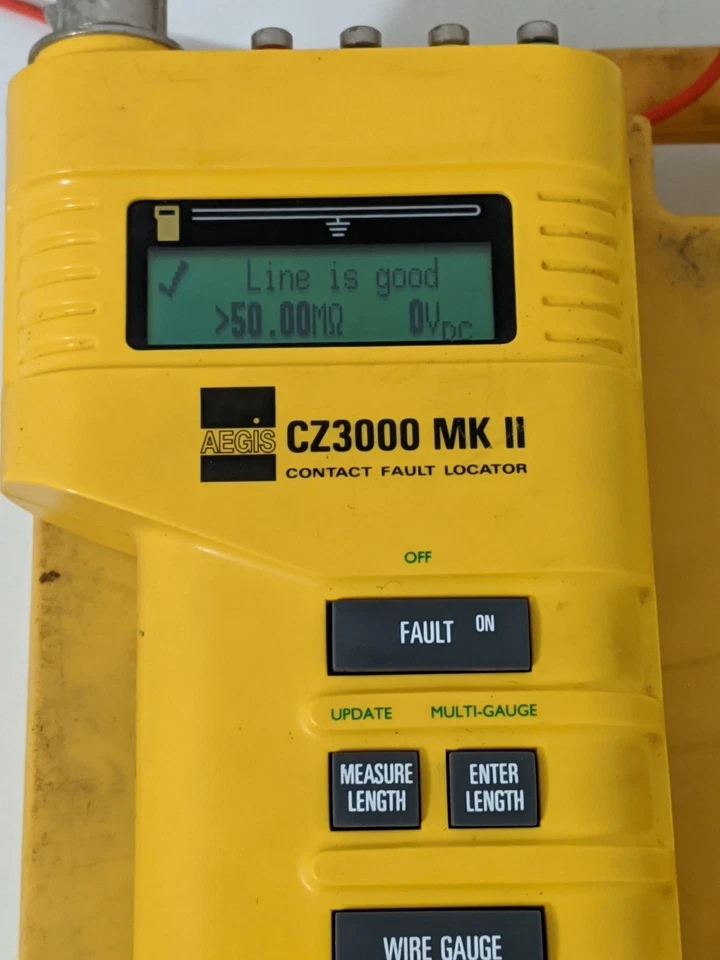 ✓ Line is good
>50.00MΩ 0VDC
AEGIS CZ3000 MK II
CONTACT FAULT LOCATOR
OFF
FAULT ON
UPDATE MULTI-GAUGE
MEASURE
LENGTH
ENTER
LENGTH
WIRE GAUGE